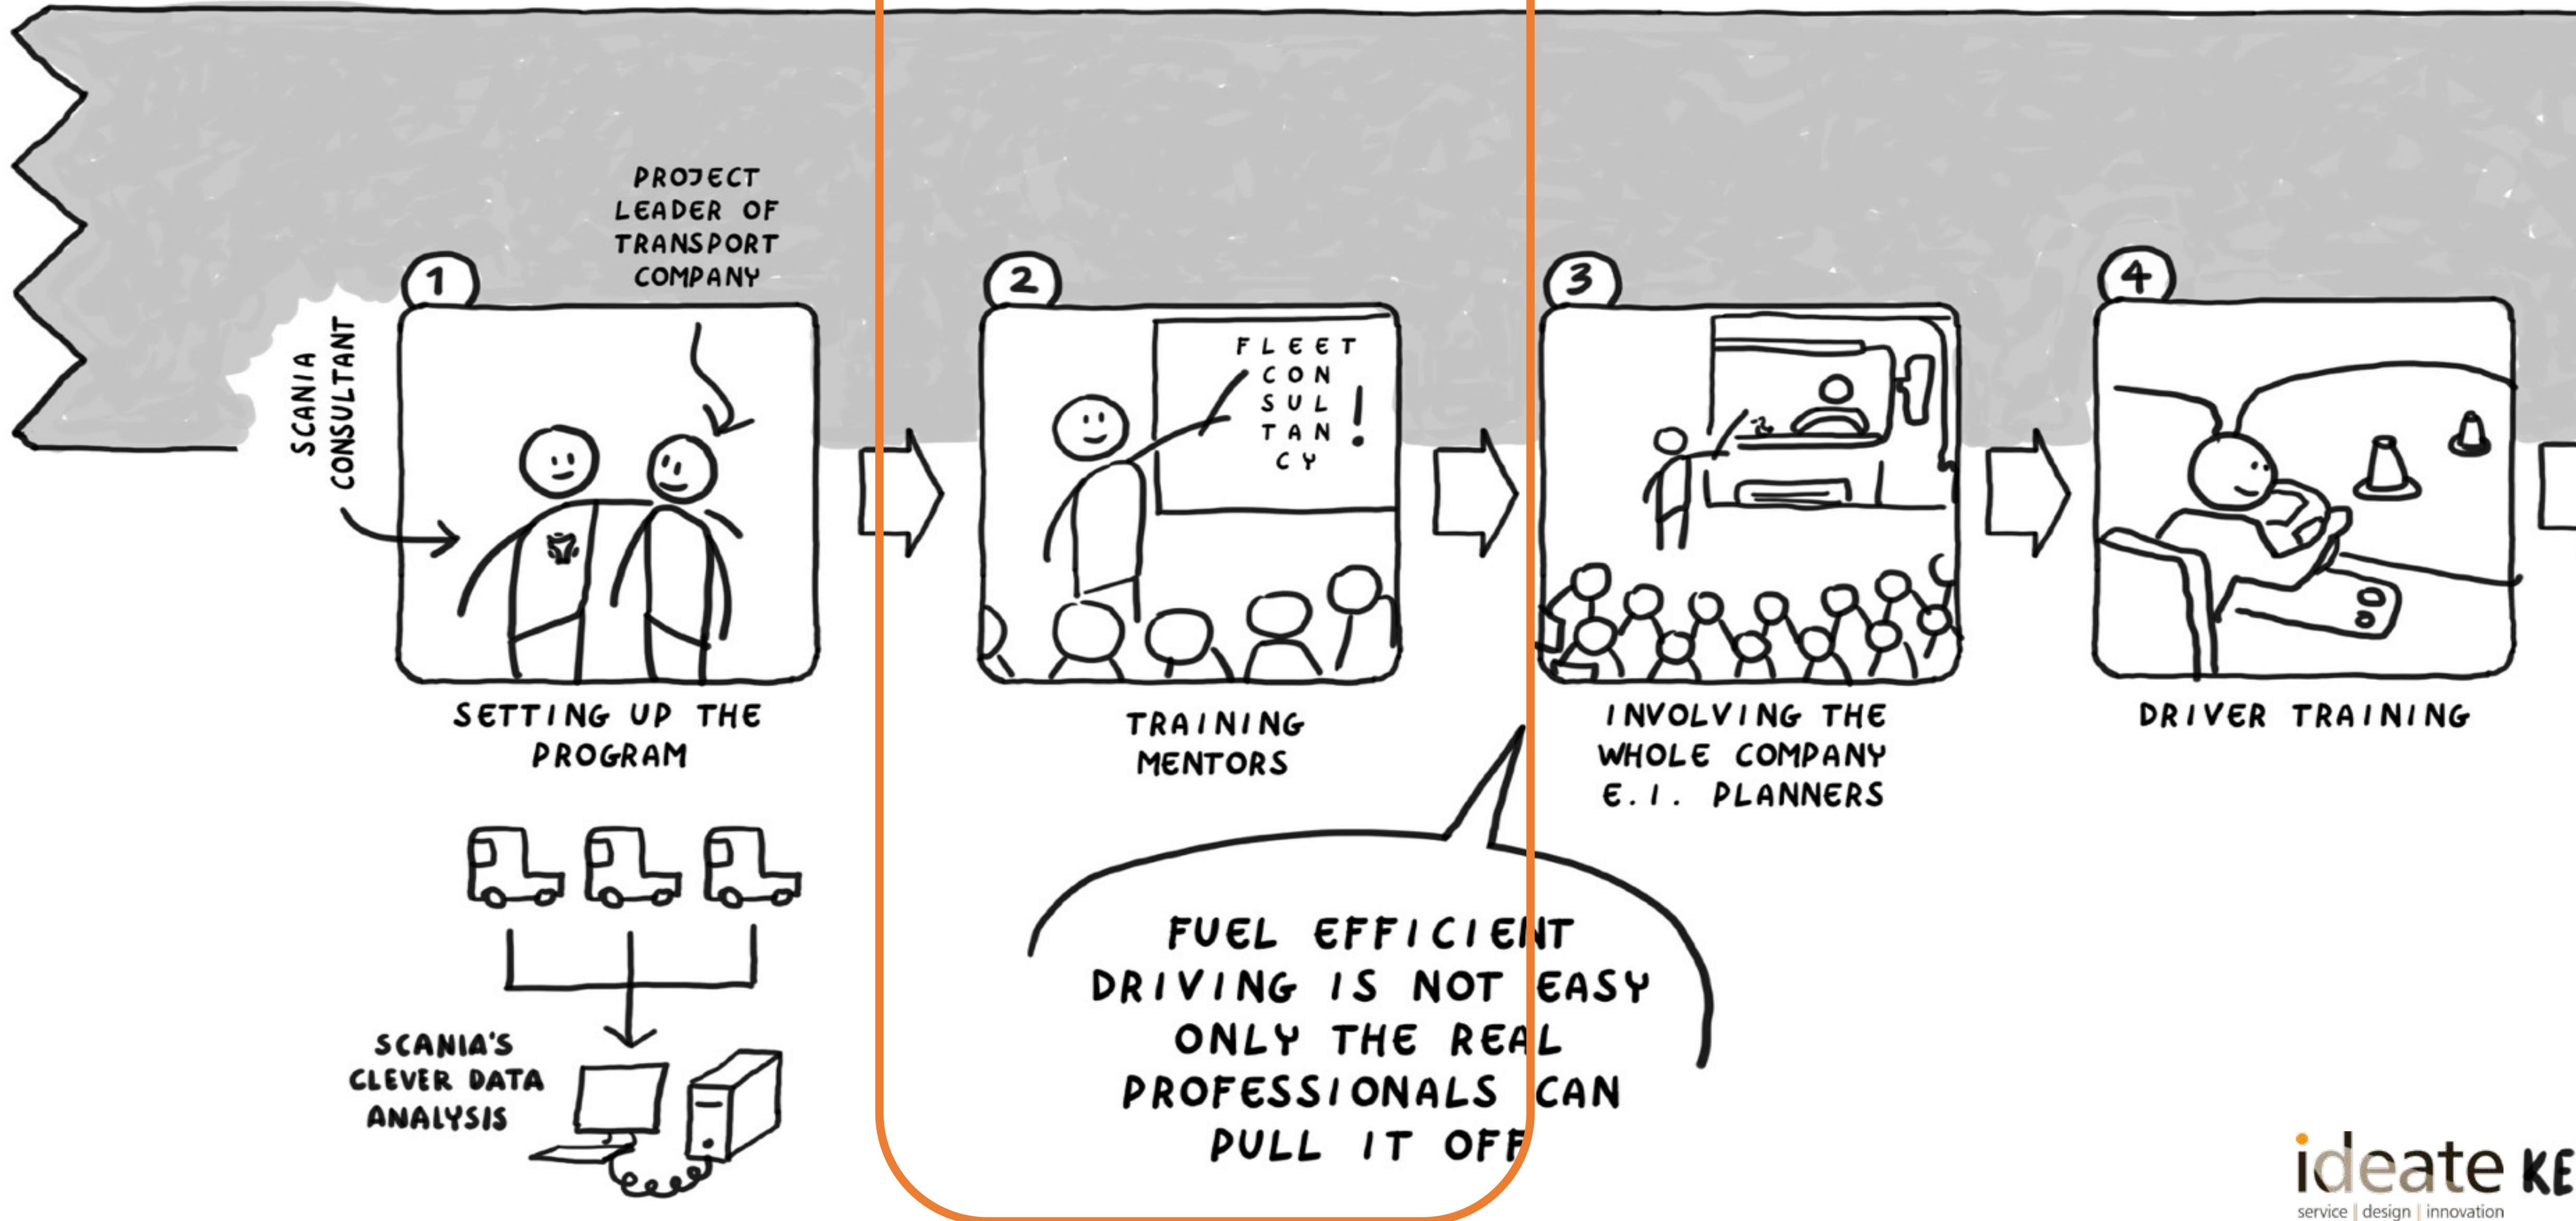 PROJECT
LEADER OF
TRANSPORT
COMPANY
1
SCANIA
CONSULTANT
SETTING UP THE
PROGRAM
SCANIA'S
CLEVER DATA
ANALYSIS
2
FLEET
CON
SUL
TAN
CY
!
TRAINING
MENTORS
FUEL EFFICIENT
DRIVING IS NOT EASY
ONLY THE REAL
PROFESSIONALS CAN
PULL IT OFF
3
INVOLVING THE
WHOLE COMPANY
E.I. PLANNERS
4
DRIVER TRAINING
ideate KE
service | design | innovation